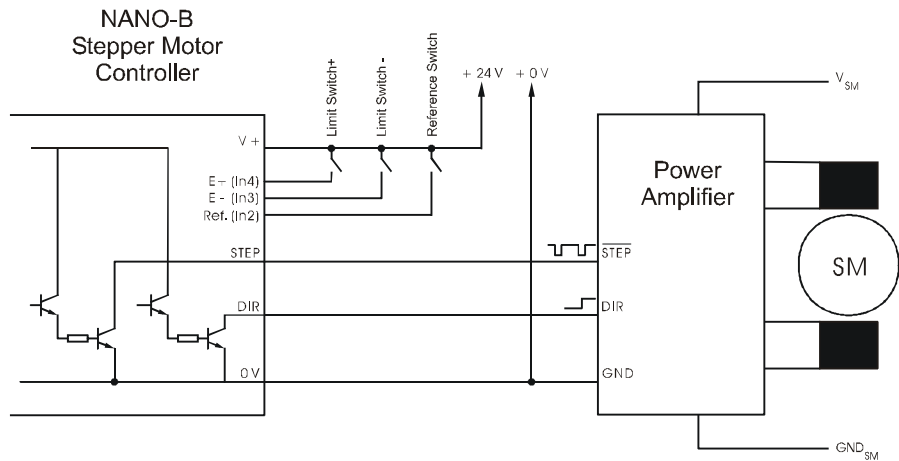 NANO-B
Stepper Motor
Controller
Limit Switch+
Limit Switch -
Reference Switch
+ 24 V
+ 0 V
V +
E + (In4)
E - (In3)
Ref. (In2)
STEP
DIR
0 V
Power
Amplifier
STEP
DIR
GND
V SM
SM
GND SM